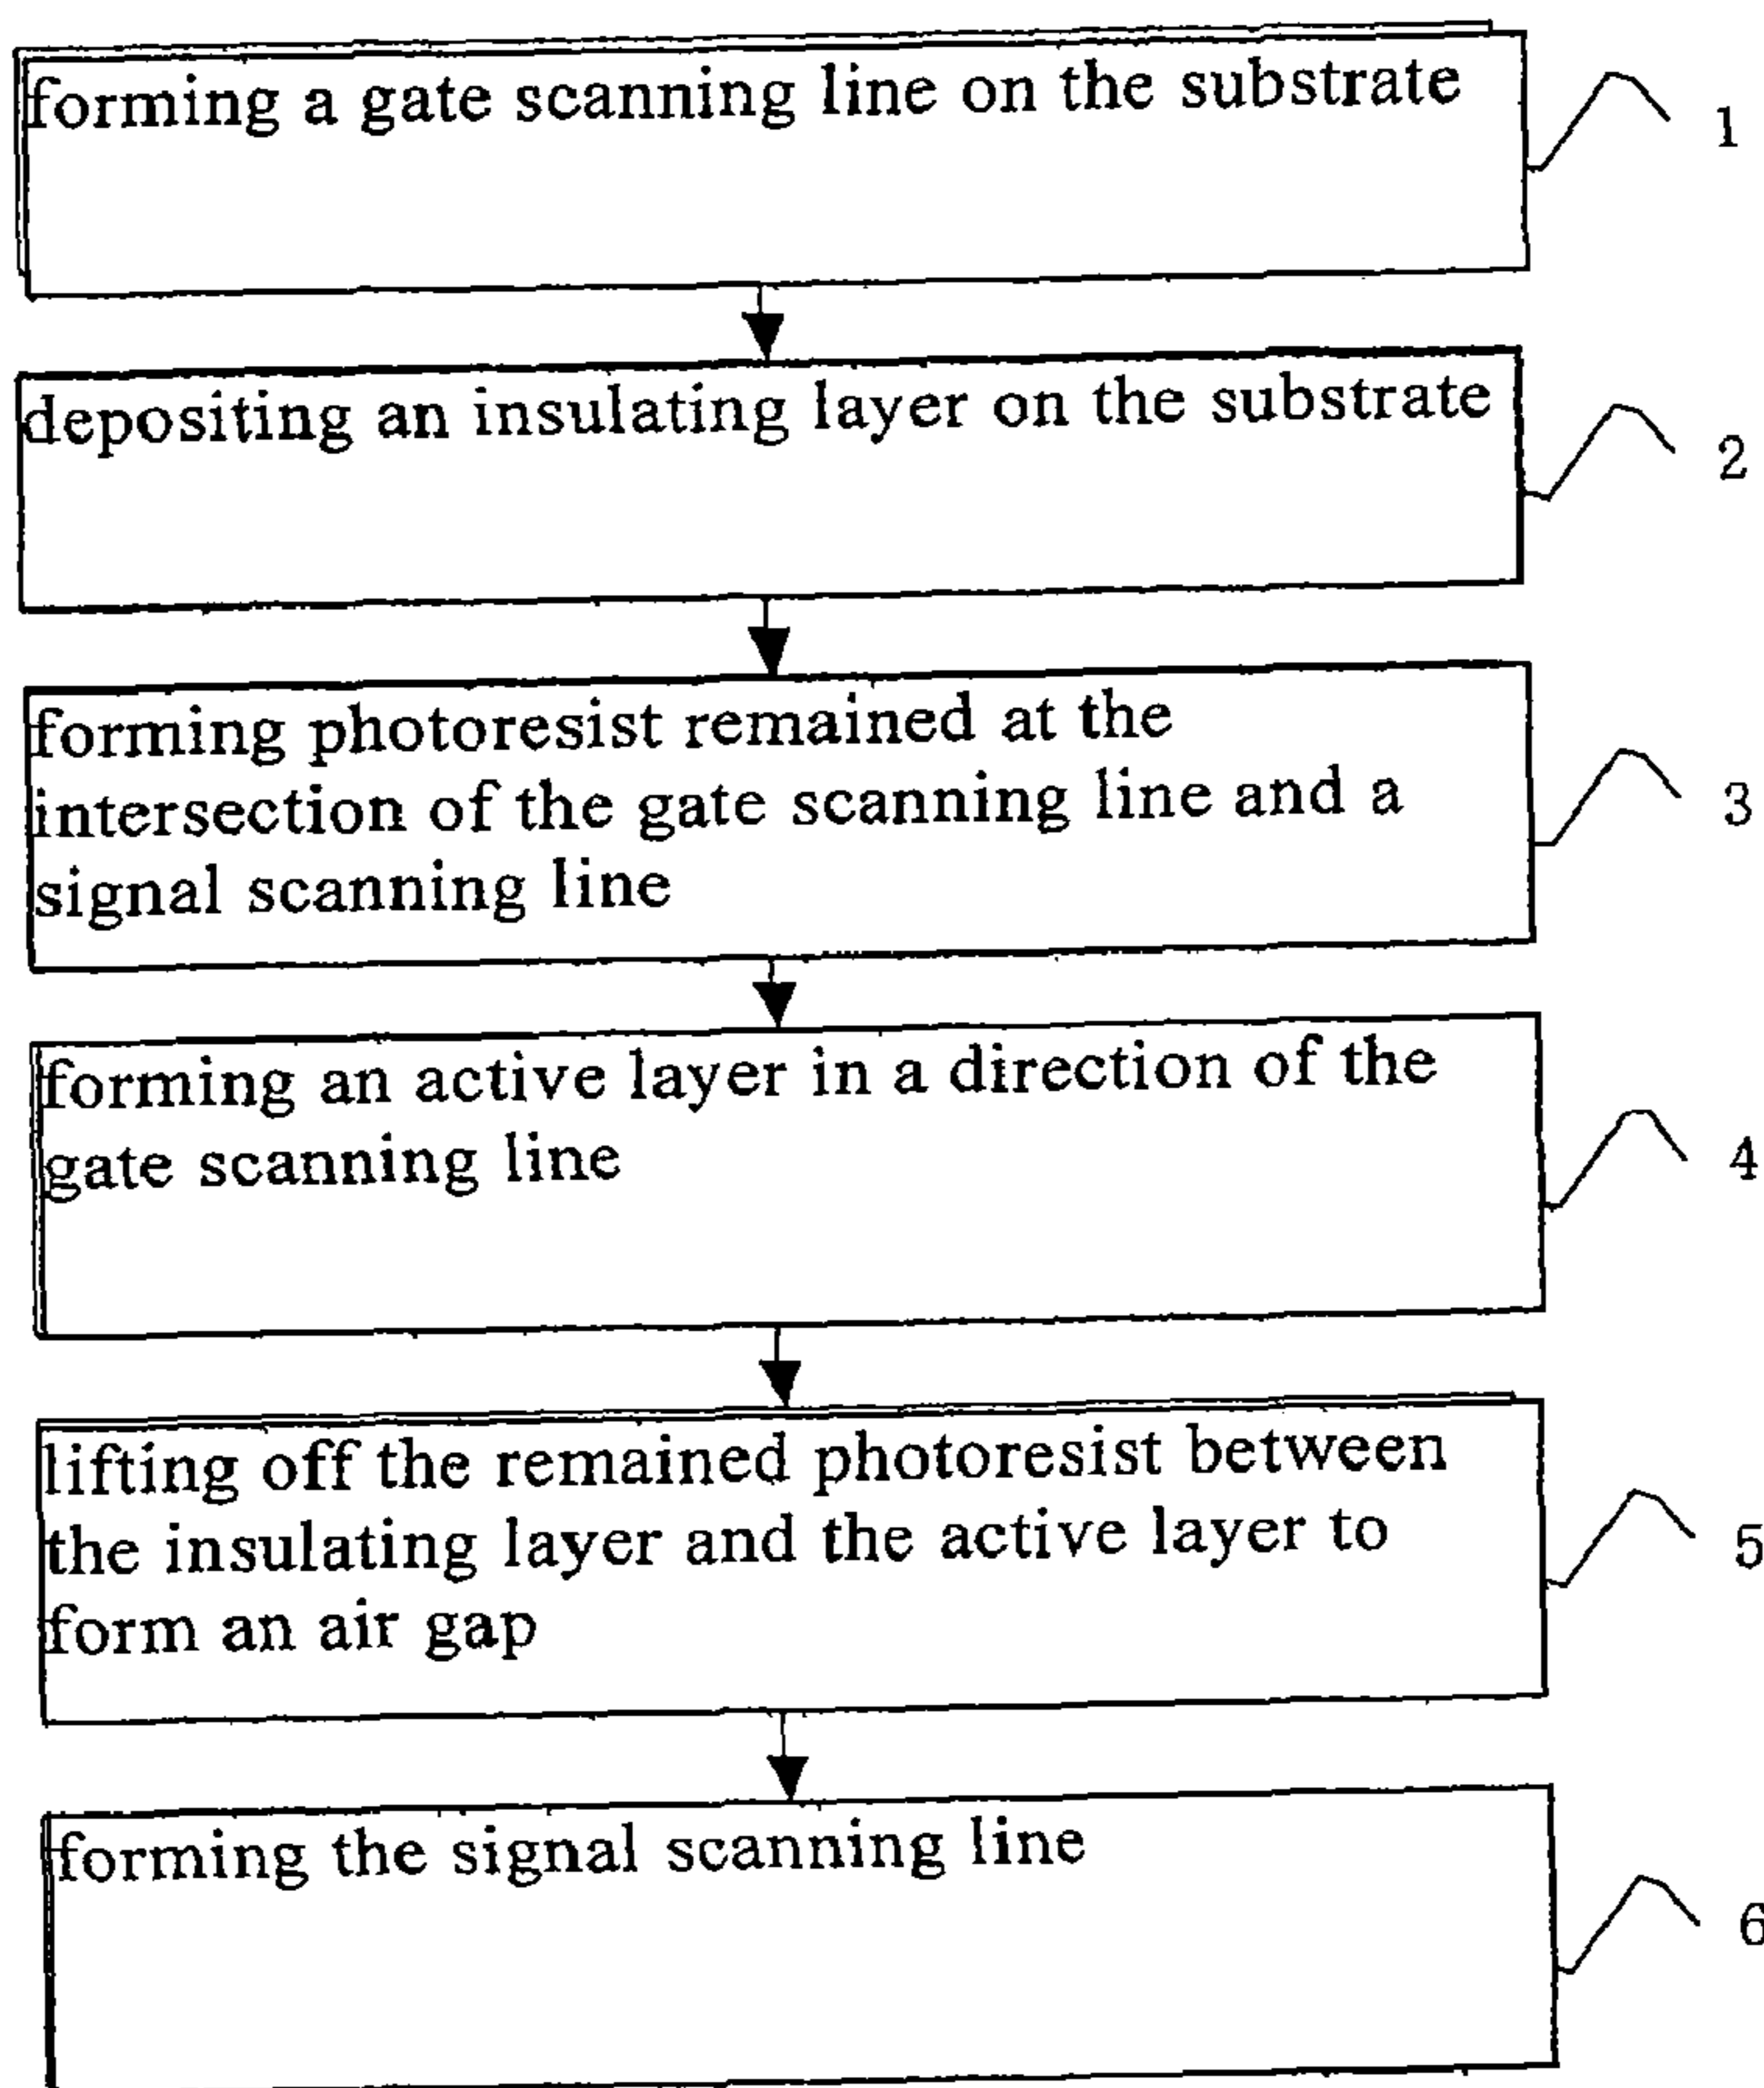 forming a gate scanning line on the substrate
1
depositing an insulating layer on the substrate
2
forming photoresist remained at the
intersection of the gate scanning line and a
signal scanning line
3
forming an active layer in a direction of the
gate scanning line
4
lifting off the remained photoresist between
the insulating layer and the active layer to
form an air gap
5
forming the signal scanning line
6